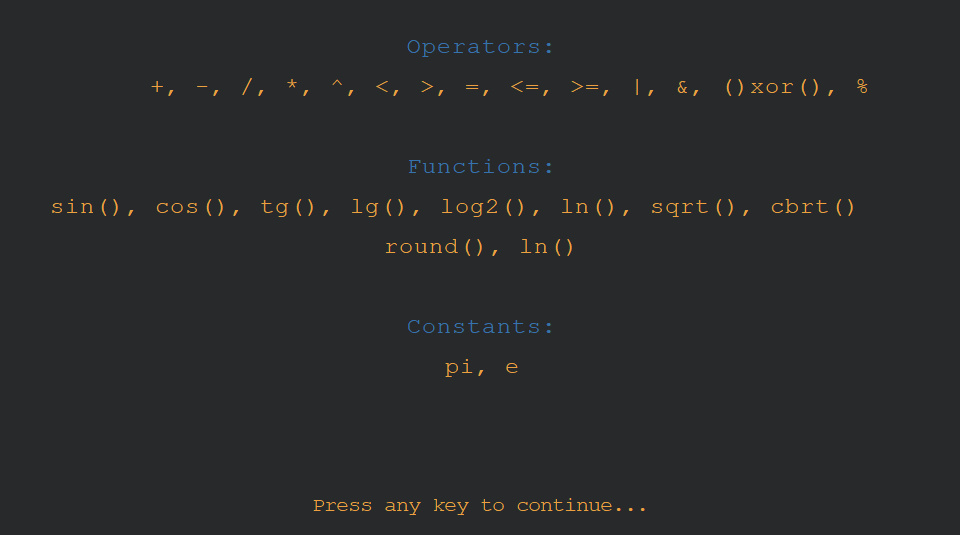 Operators:
+, -, /, *, ^, <, >, =, <=, >=, |, &, ()xor(), %
Functions:
sin(), cos(), tg(), lg(), log2(), ln(), sqrt(), cbrt()
round(), ln()
Constants:
pi, e
Press any key to continue...